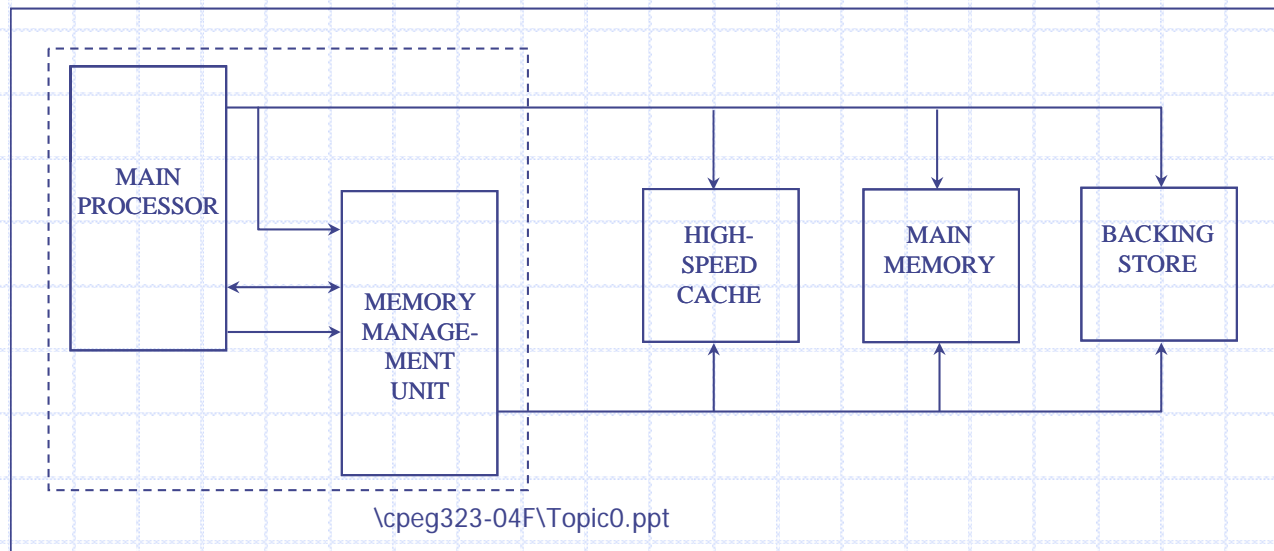 MAIN
PROCESSOR
MEMORY
MANAGE-
MENT
UNIT
HIGH-
SPEED
CACHE
MAIN
MEMORY
BACKING
STORE
\cpeg323-04F\Topic0.ppt